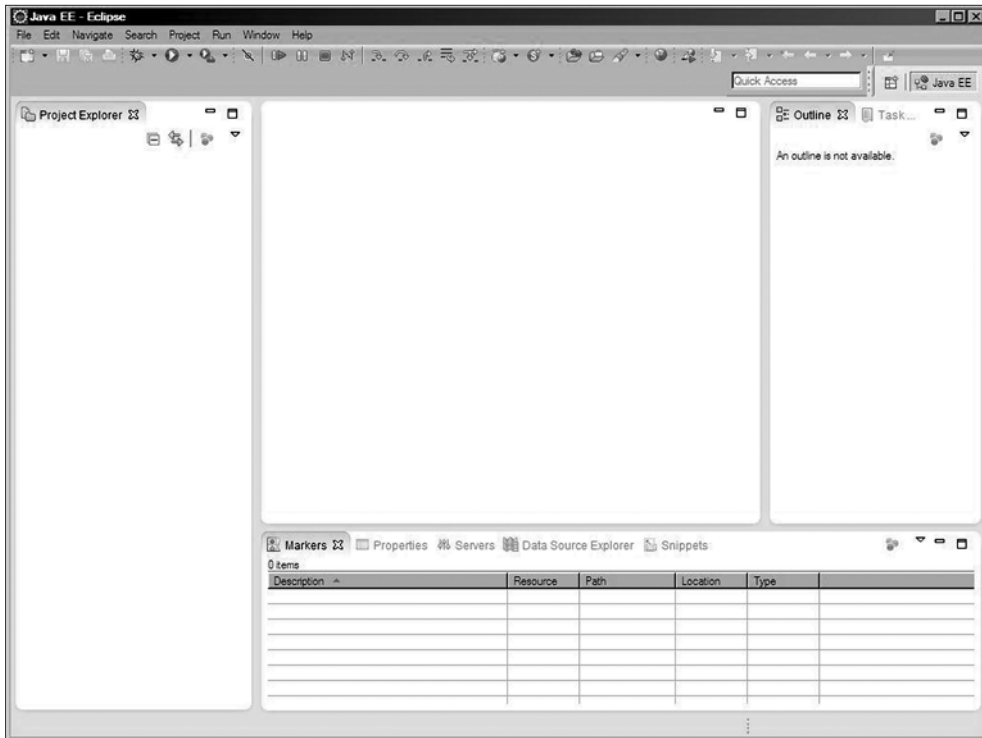 Java EE - Eclipse
File Edit Navigate Search Project Run Window Help
Quick Access
Java EE
Project Explorer
Outline
Task...
An outline is not available.
Markers Properties Servers Data Source Explorer Snippets
0 items
Description Resource Path Location Type